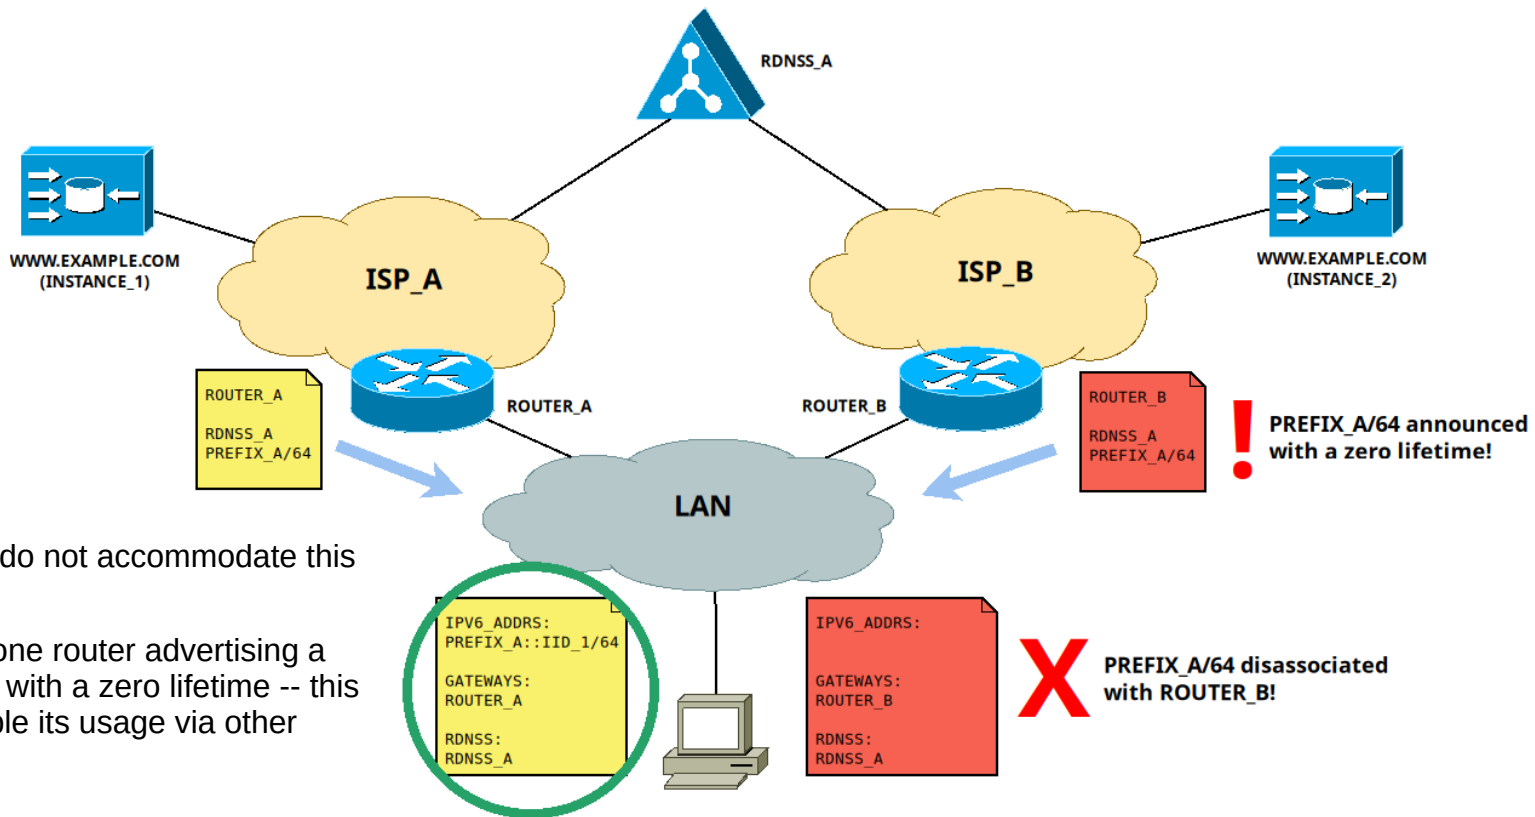 RDNSS_A
WWW.EXAMPLE.COM
(INSTANCE_1)
ISP_A
ISP_B
WWW.EXAMPLE.COM
(INSTANCE_2)
ROUTER_A
RDNSS_A
PREFIX_A/64
ROUTER_A
ROUTER_B
ROUTER_B
RDNSS_A
PREFIX_A/64
!
PREFIX_A/64 announced
with a zero lifetime!
LAN
do not accommodate this
one router advertising a
with a zero lifetime -- this
its usage via other
IPV6_ADDRS:
PREFIX_A::IID_1/64
GATEWAYS:
ROUTER_A
RDNSS:
RDNSS_A
IPV6_ADDRS:
GATEWAYS:
ROUTER_B
RDNSS:
RDNSS_A
X
PREFIX_A/64 disassociated
with ROUTER_B!